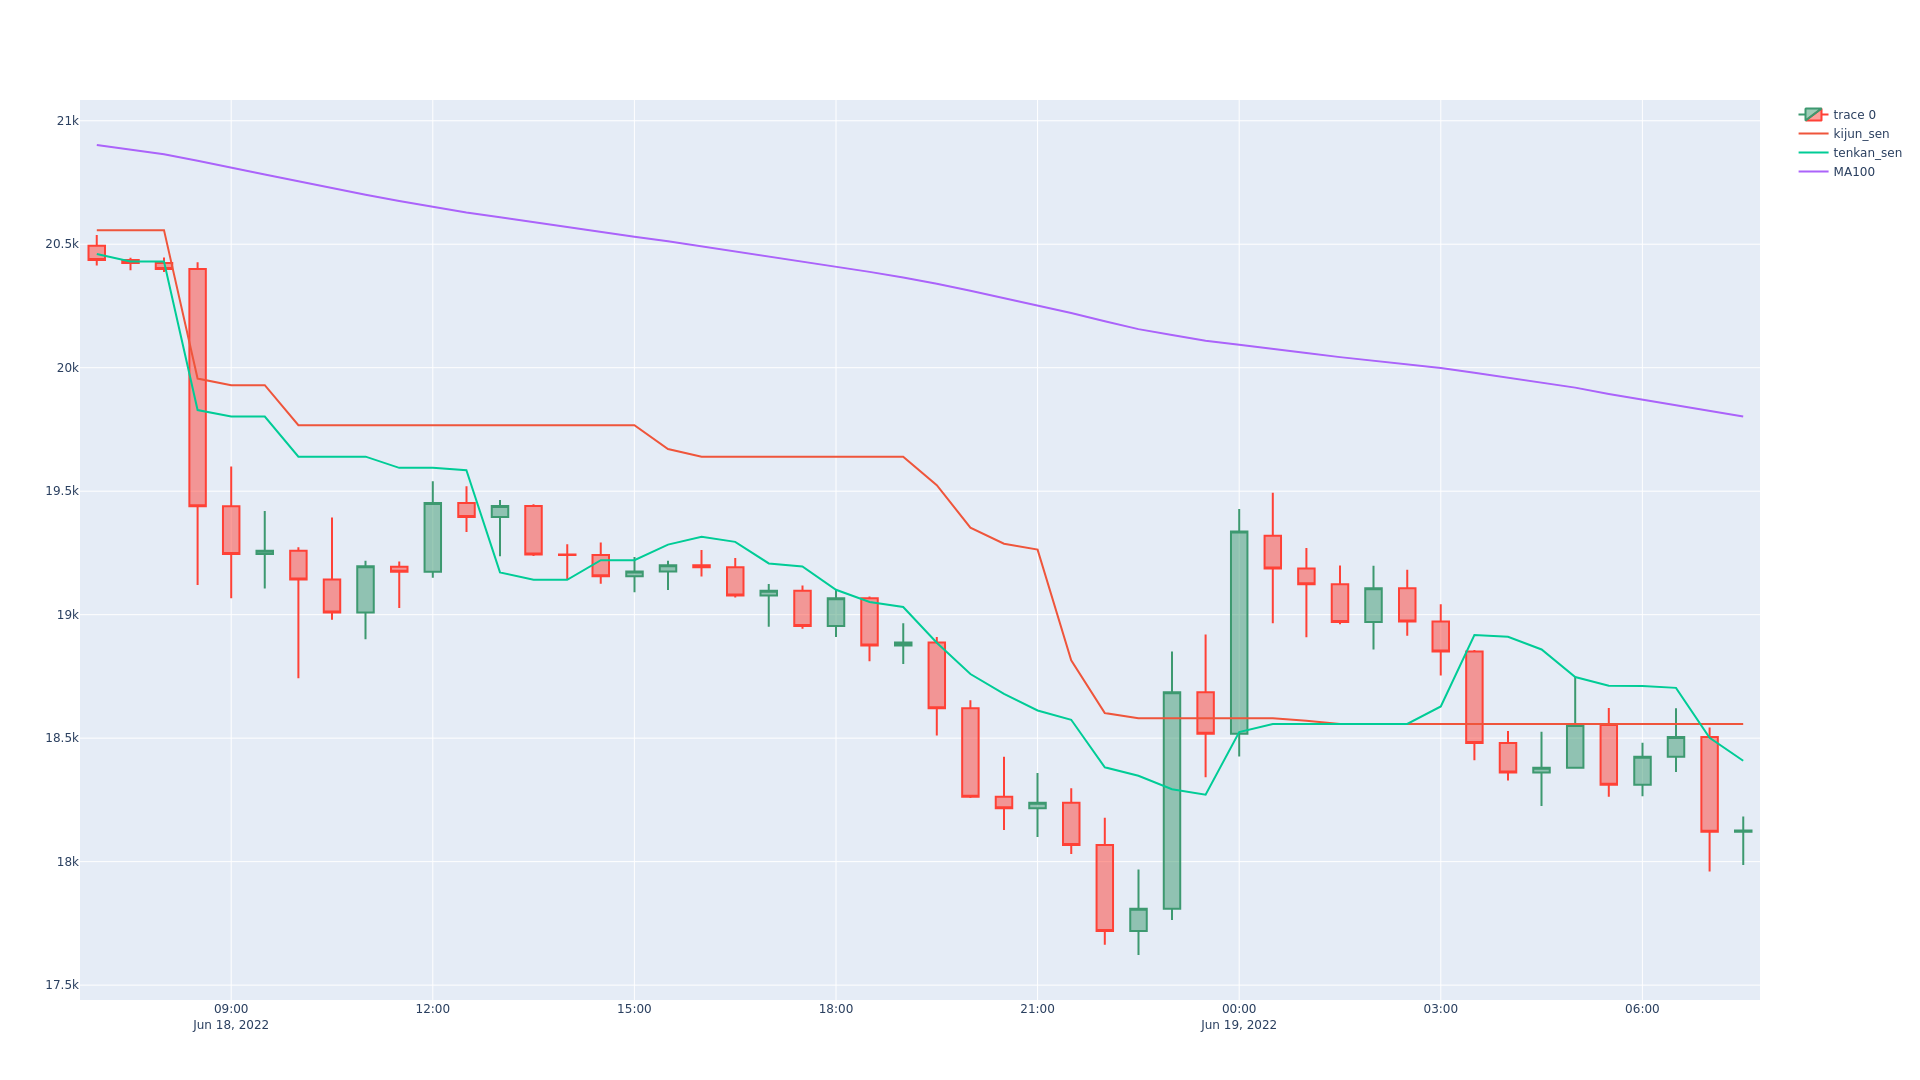 21k
20.5k
20k
19.5k
19k
18.5k
18k
17.5k
09:00
Jun 18, 2022
12:00
15:00
18:00
21:00
00:00
Jun 19, 2022
03:00
06:00
trace 0
kijun_sen
tenkan_sen
MA100